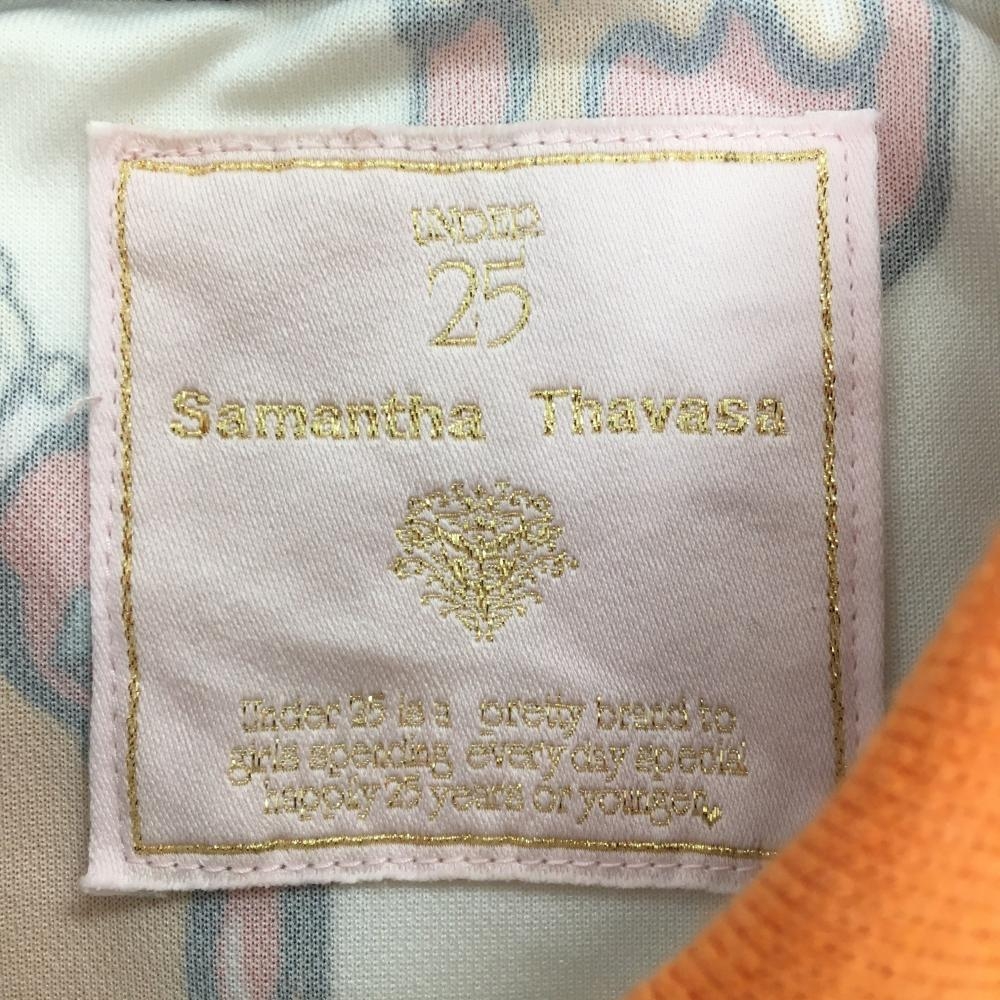 UNDER
25
Samantha Thavasa
Under 25 is a pretty brand to
girls spending every day special
happily 25 years or younger.